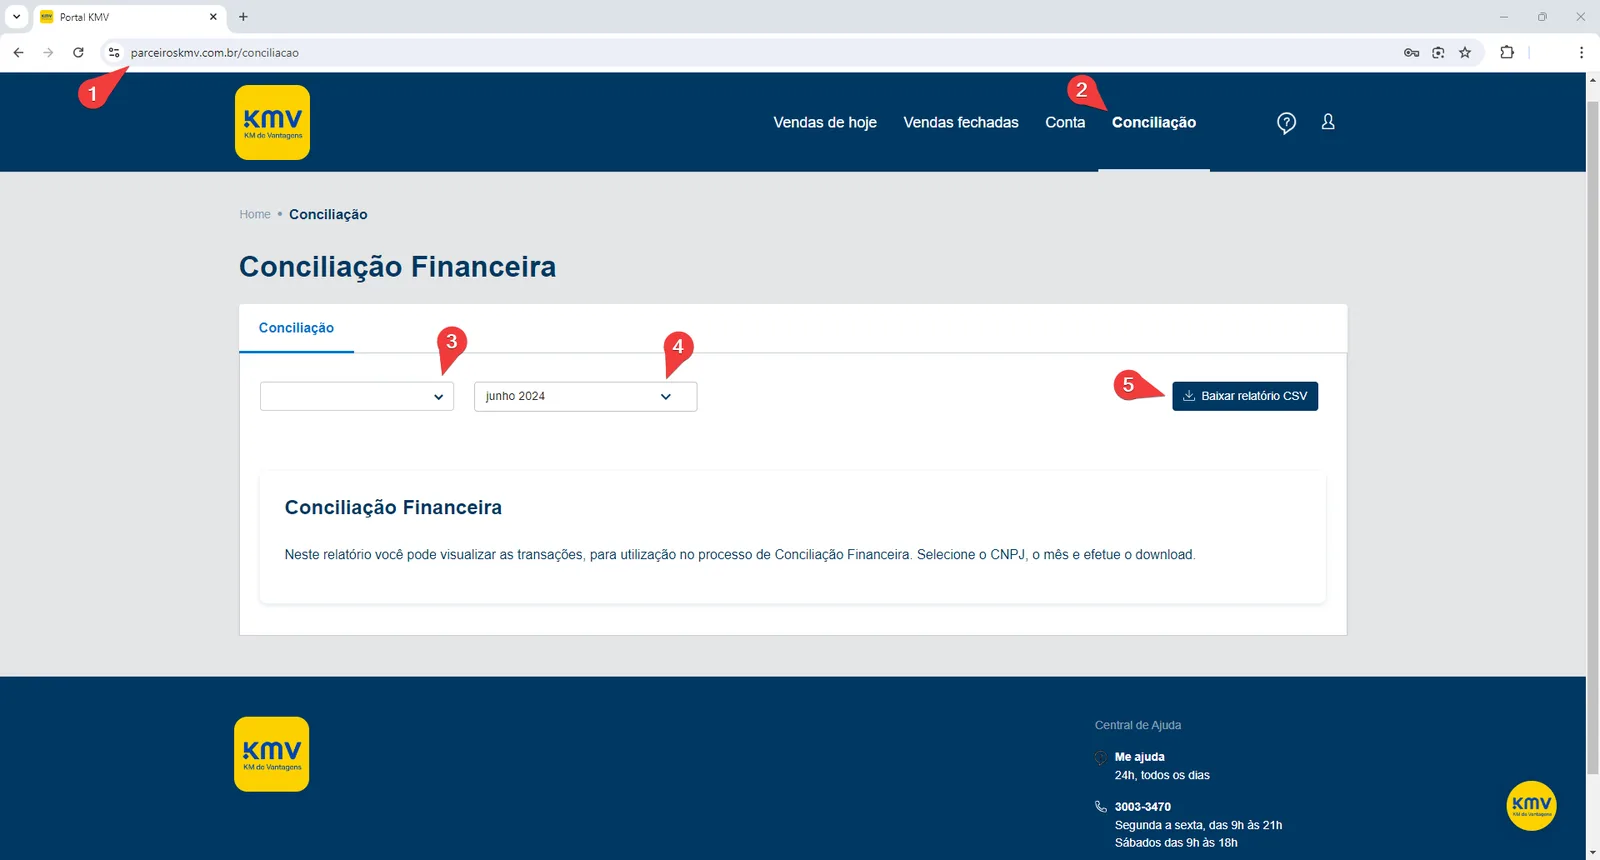 Portal KMV
parceiroskmv.com.br/conciliacao
1
2
KMV
KM de Vantagens
Vendas de hoje
Vendas fechadas
Conta
Conciliação
Home • Conciliação
Conciliação Financeira
Conciliação
3
4
5
junho 2024
Baixar relatório CSV
Conciliação Financeira
Neste relatório você pode visualizar as transações, para utilização no processo de Conciliação Financeira. Selecione o CNPJ, o mês e efetue o download.
KMV
KM de Vantagens
Central de Ajuda
Me ajuda
24h, todos os dias
3003-3470
Segunda a sexta, das 9h às 21h
Sábados das 9h às 18h
KMV
KM de Vantagens